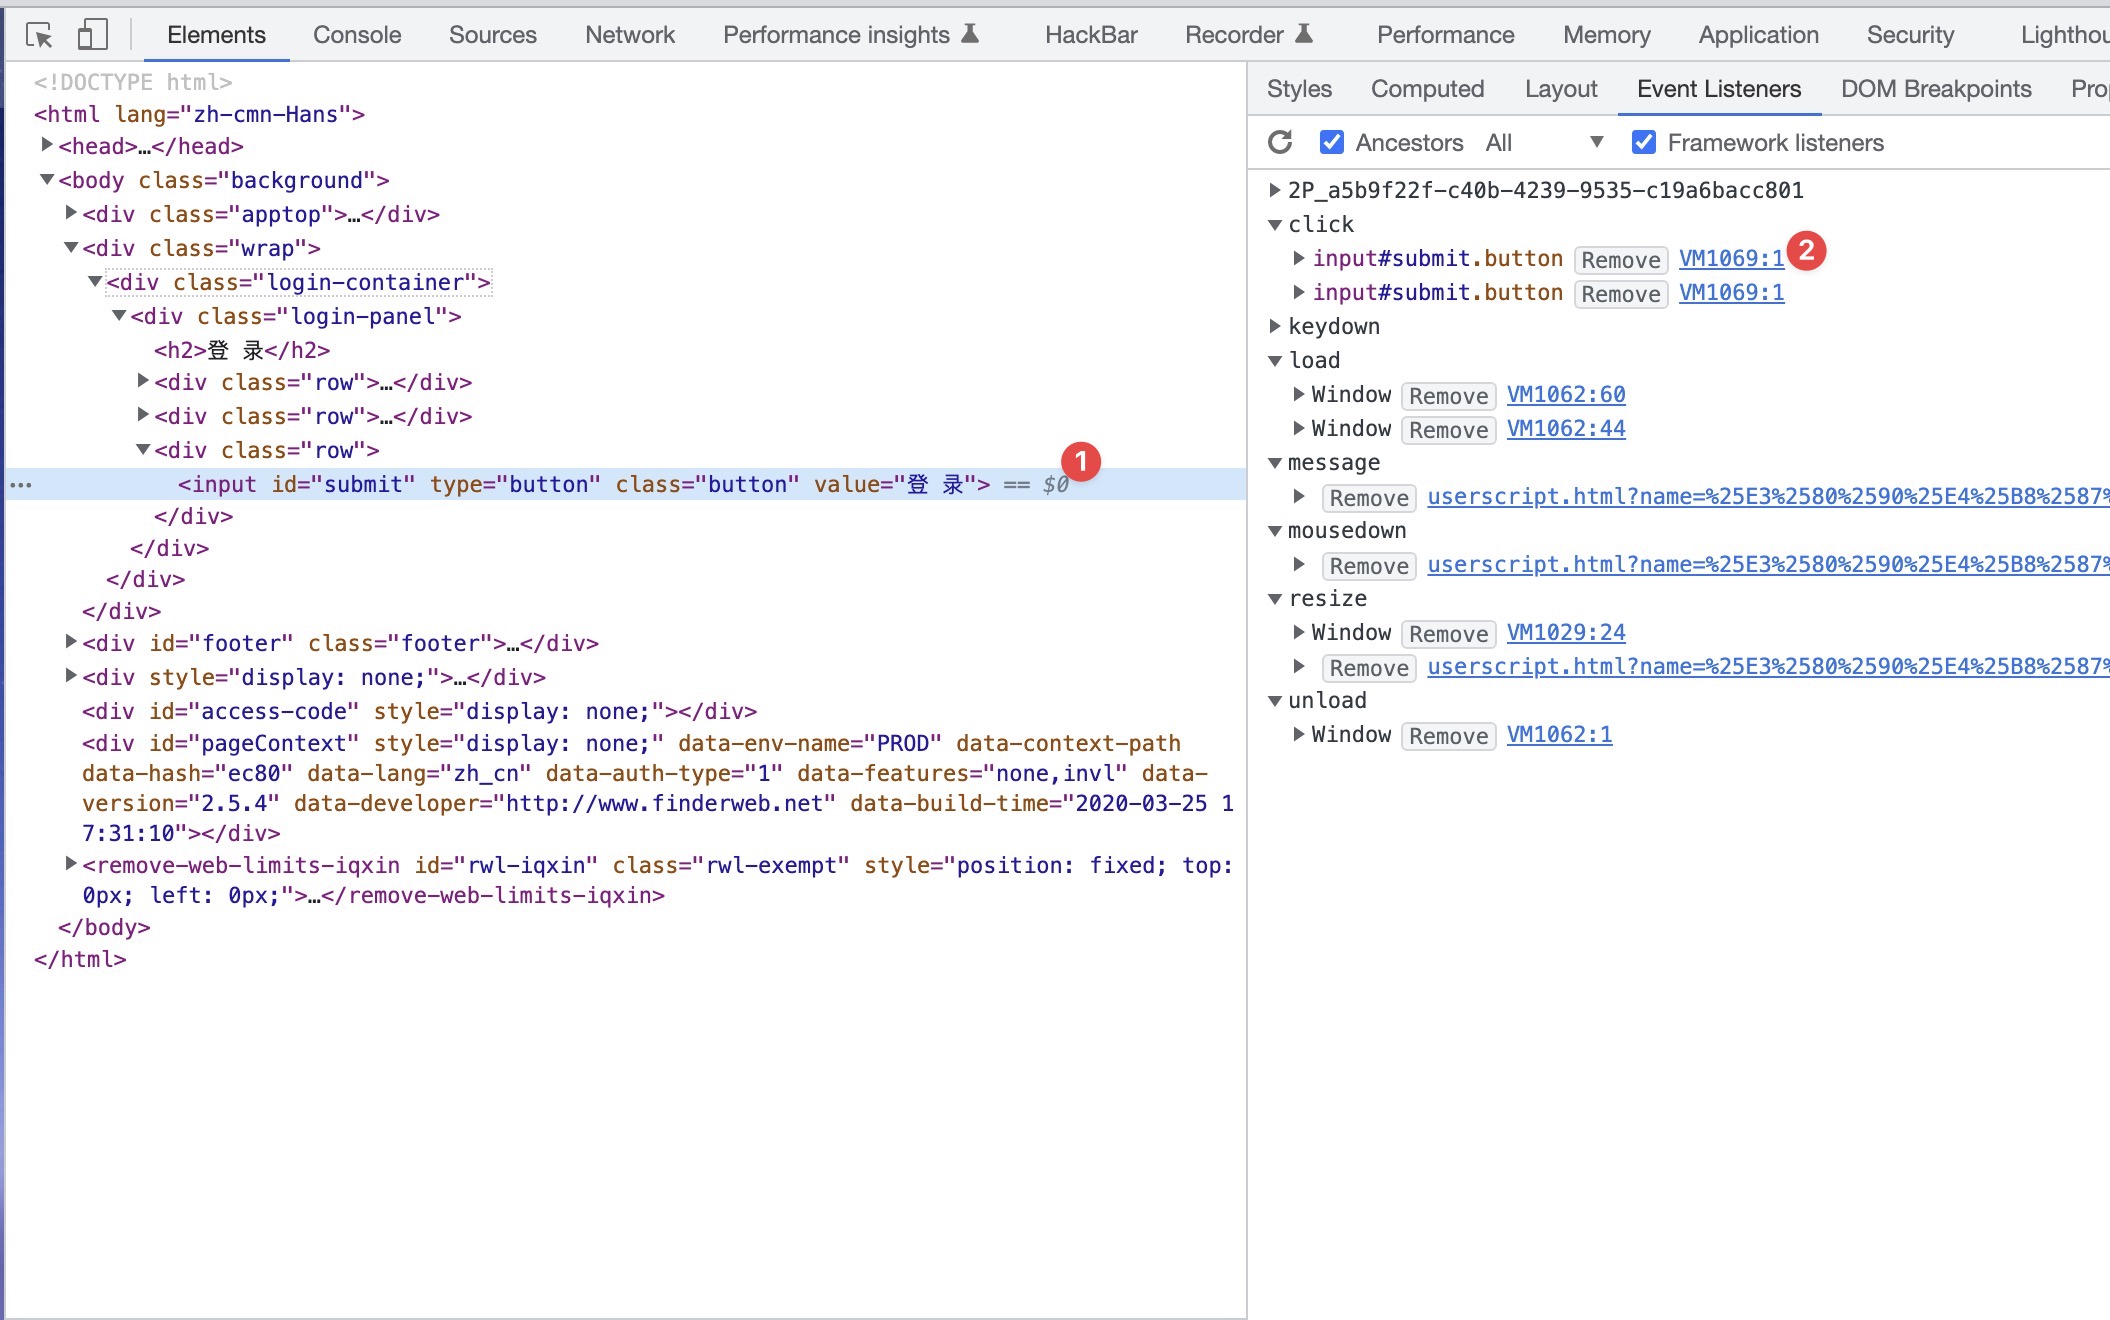 Elements Console Sources Network Performance insights HackBar Recorder Performance Memory Application Security Lighthou
<!DOCTYPE html>
<html lang="zh-cmn-Hans">
<head>…</head>
<body class="background">
<div class="apptop">…</div>
<div class="wrap">
<div class="login-container">
<div class="login-panel">
<h2>登 录</h2>
<div class="row">…</div>
<div class="row">…</div>
<div class="row">
1
… <input id="submit" type="button" class="button" value="登 录"> == $0
</div>
</div>
</div>
</div>
<div id="footer" class="footer">…</div>
<div style="display: none;">…</div>
<div id="access-code" style="display: none;"></div>
<div id="pageContext" style="display: none;" data-env-name="PROD" data-context-path
data-hash="ec80" data-lang="zh_cn" data-auth-type="1" data-features="none,invl" data-
version="2.5.4" data-developer="http://www.finderweb.net" data-build-time="2020-03-25 1
7:31:10"></div>
<remove-web-limits-iqxin id="rwl-iqxin" class="rwl-exempt" style="position: fixed; top:
0px; left: 0px;">…</remove-web-limits-iqxin>
</body>
</html>
Styles Computed Layout Event Listeners DOM Breakpoints Prop
Ancestors All Framework listeners
2P_a5b9f22f-c40b-4239-9535-c19a6bacc801
click
input#submit.button Remove VM1069:1 2
input#submit.button Remove VM1069:1
keydown
load
Window Remove VM1062:60
Window Remove VM1062:44
message
Remove userscript.html?name=%25E3%2580%2590%25E4%25B8%2587%
mousedown
Remove userscript.html?name=%25E3%2580%2590%25E4%25B8%2587%
resize
Window Remove VM1029:24
Remove userscript.html?name=%25E3%2580%2590%25E4%25B8%2587%
unload
Window Remove VM1062:1